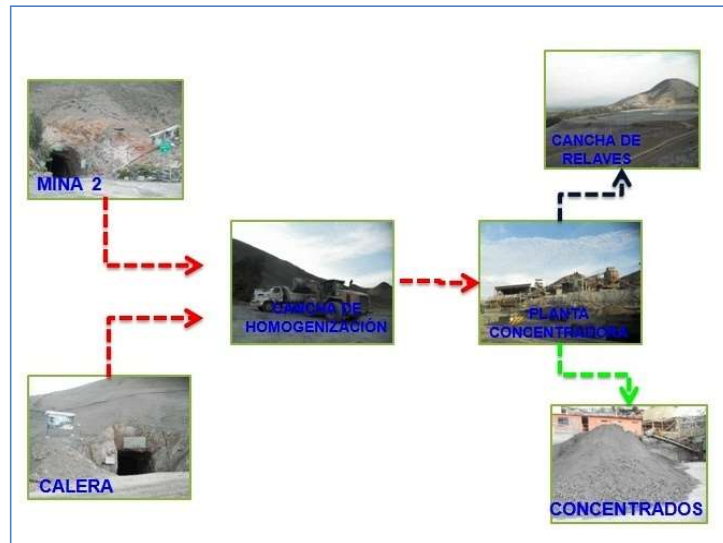 MINA 2
CANCHA DE
RELAVES
CANCHA DE
HOMOGENIZACIÓN
PLANTA
CONCENTRADORA
CALERA
CONCENTRADOS